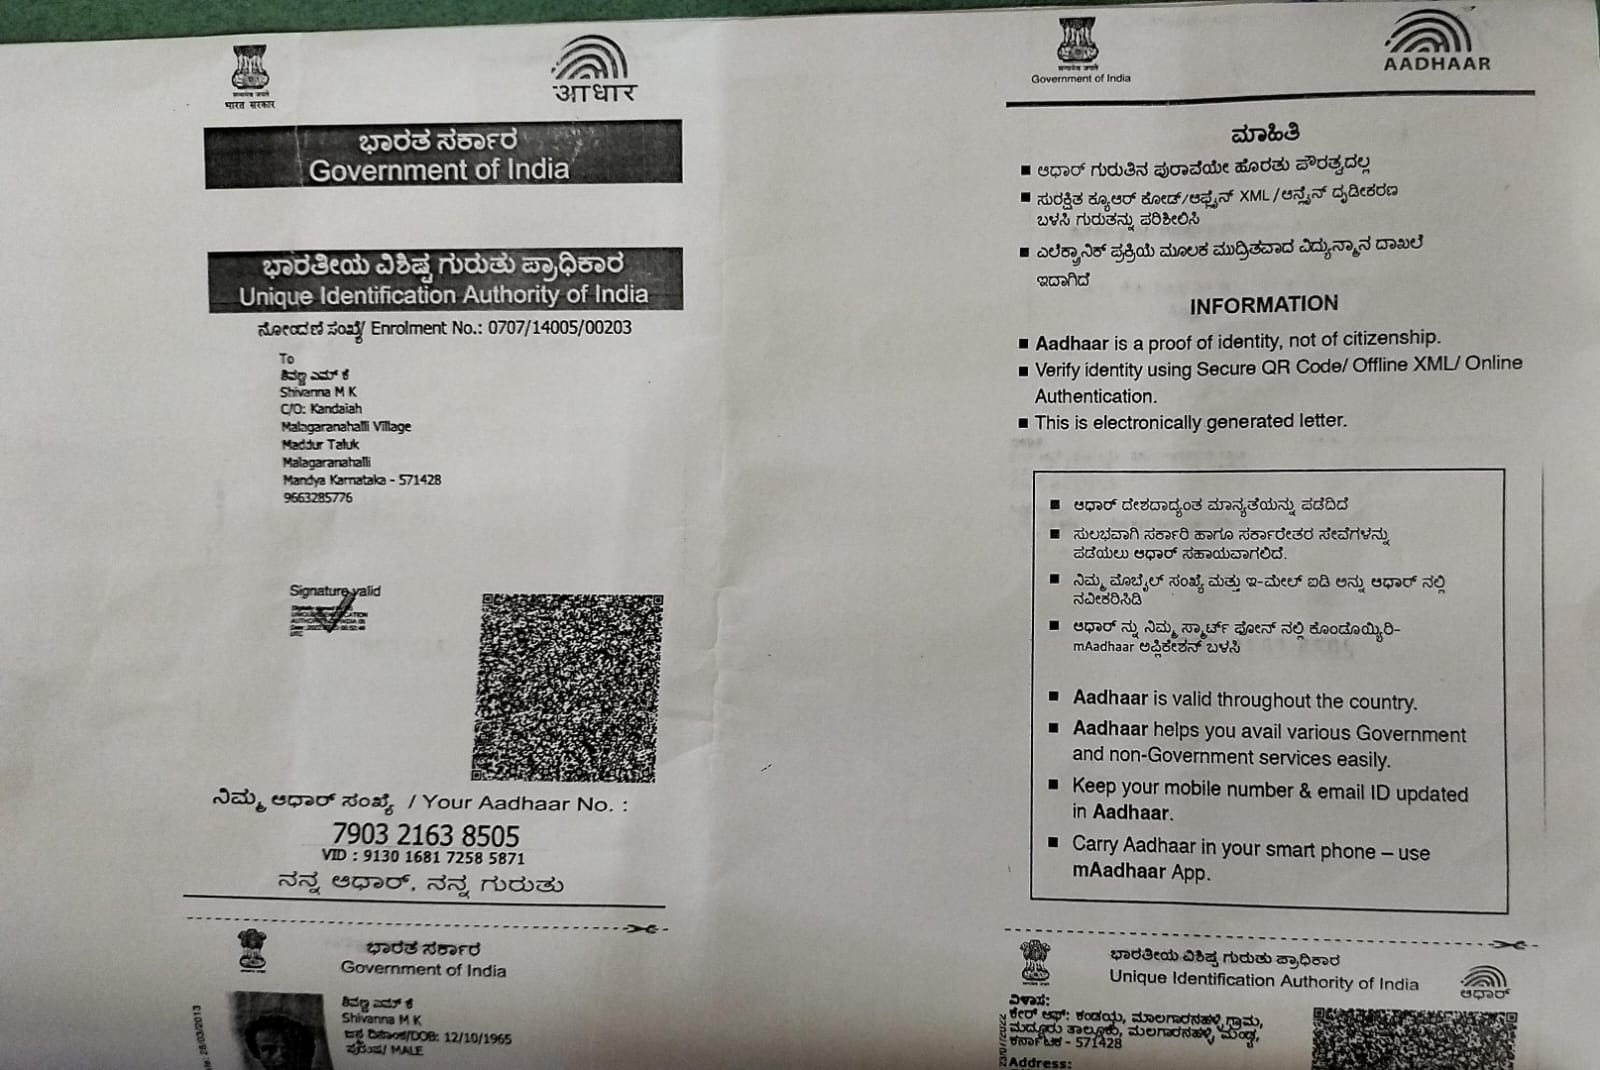 भारत सरकार
आधार
ಭಾರತ ಸರ್ಕಾರ
Government of India
ಭಾರತೀಯ ವಿಶಿಷ್ಟ ಗುರುತು ಪ್ರಾಧಿಕಾರ
Unique Identification Authority of India
ನೋಂದಣಿ ಸಂಖ್ಯೆ/ Enrolment No.: 0707/14005/00203
To
ಶಿವಣ್ಣ ಎಮ್ ಕೆ
Shivanna M K
C/O: Kandaiah
Malagaranahalli Village
Maddur Taluk
Malagaranahalli
Mandya Karnataka - 571428
9663285776
Signature valid
ನಿಮ್ಮ ಆಧಾರ್ ಸಂಖ್ಯೆ / Your Aadhaar No. :
7903 2163 8505
VID : 9130 1681 7258 5871
ನನ್ನ ಆಧಾರ್, ನನ್ನ ಗುರುತು
ಭಾರತ ಸರ್ಕಾರ
Government of India
ಶಿವಣ್ಣ ಎಮ್ ಕೆ
Shivanna M K
ಜನ್ಮ ದಿನಾಂಕ/DOB: 12/10/1965
ಪುರುಷ/ MALE
28/03/2013
Government of India
AADHAAR
ಮಾಹಿತಿ
ಆಧಾರ್ ಗುರುತಿನ ಪುರಾವೆಯೇ ಹೊರತು ಪೌರತ್ವದಲ್ಲ
ಸುರಕ್ಷಿತ ಕ್ಯೂಆರ್ ಕೋಡ್/ಆಫ್ಲೈನ್ XML /ಆನ್ಲೈನ್ ದೃಢೀಕರಣ
ಬಳಸಿ ಗುರುತನ್ನು ಪರಿಶೀಲಿಸಿ
ಎಲೆಕ್ಟ್ರಾನಿಕ್ ಪ್ರಕ್ರಿಯೆ ಮೂಲಕ ಮುದ್ರಿತವಾದ ವಿದ್ಯುನ್ಮಾನ ದಾಖಲೆ
ಇದಾಗಿದೆ
INFORMATION
Aadhaar is a proof of identity, not of citizenship.
Verify identity using Secure QR Code/ Offline XML/ Online
Authentication.
This is electronically generated letter.
ಆಧಾರ್ ದೇಶದಾದ್ಯಂತ ಮಾನ್ಯತೆಯನ್ನು ಪಡೆದಿದೆ
ಸುಲಭವಾಗಿ ಸರ್ಕಾರಿ ಹಾಗೂ ಸರ್ಕಾರೇತರ ಸೇವೆಗಳನ್ನು
ಪಡೆಯಲು ಆಧಾರ್ ಸಹಾಯವಾಗಲಿದೆ.
ನಿಮ್ಮ ಮೊಬೈಲ್ ಸಂಖ್ಯೆ ಮತ್ತು ಇ-ಮೇಲ್ ಐಡಿ ಅನ್ನು ಆಧಾರ್ ನಲ್ಲಿ
ನವೀಕರಿಸಿಡಿ
ಆಧಾರ್ ನ್ನು ನಿಮ್ಮ ಸ್ಮಾರ್ಟ್ ಫೋನ್ ನಲ್ಲಿ ಕೊಂಡೊಯ್ಯಿರಿ-
mAadhaar ಅಪ್ಲಿಕೇಶನ್ ಬಳಸಿ
Aadhaar is valid throughout the country.
Aadhaar helps you avail various Government
and non-Government services easily.
Keep your mobile number & email ID updated
in Aadhaar.
Carry Aadhaar in your smart phone – use
mAadhaar App.
ಭಾರತೀಯ ವಿಶಿಷ್ಟ ಗುರುತು ಪ್ರಾಧಿಕಾರ
Unique Identification Authority of India
ಆಧಾರ್
ವಿಳಾಸ:
ಕೇರ್ ಆಫ್: ಕಂಡಯ್ಯ, ಮಾಲಗಾರನಹಳ್ಳಿ ಗ್ರಾಮ,
ಮದ್ದೂರು ತಾಲ್ಲೂಕು, ಮಲಗಾರನಹಳ್ಳಿ, ಮಂಡ್ಯ,
ಕರ್ನಾಟಕ - 571428
Address:
23/07/2022